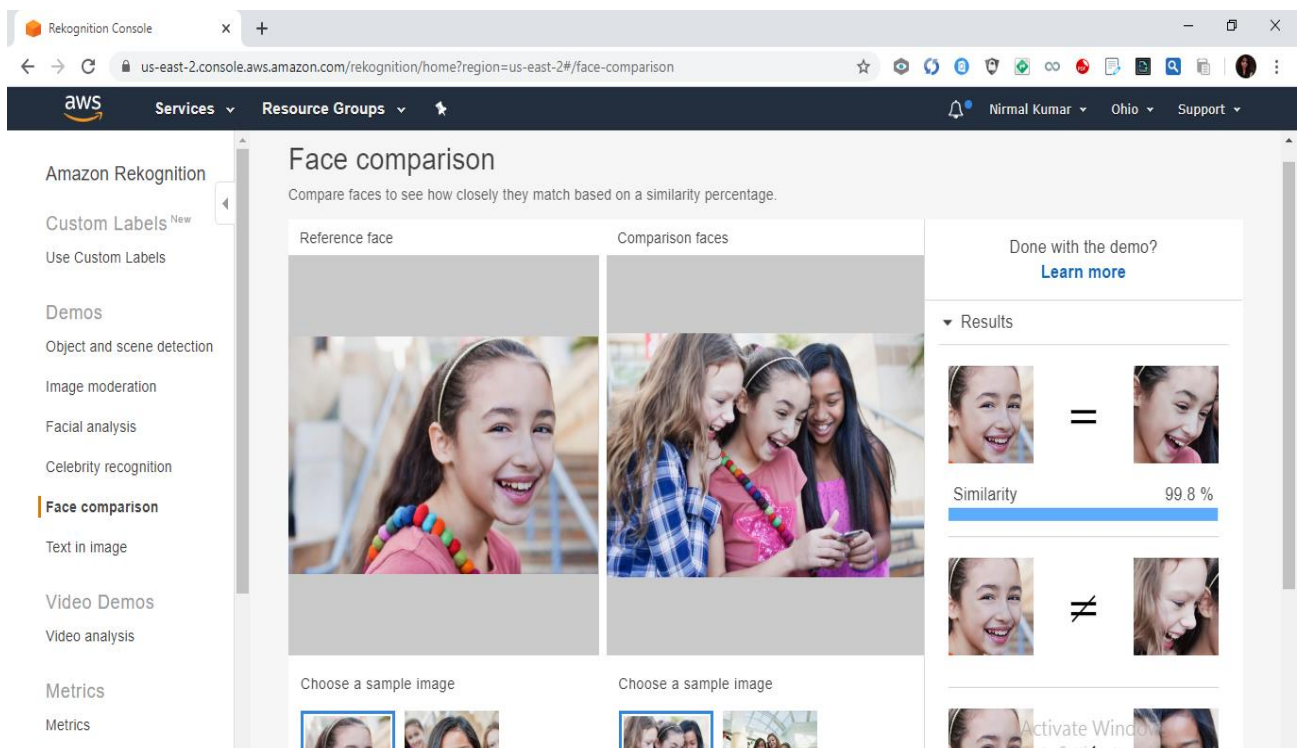 Rekognition Console
us-east-2.console.aws.amazon.com/rekognition/home?region=us-east-2#/face-comparison
aws Services Resource Groups Nirmal Kumar Ohio Support
Amazon Rekognition
Custom Labels New
Use Custom Labels
Demos
Object and scene detection
Image moderation
Facial analysis
Celebrity recognition
Face comparison
Text in image
Video Demos
Video analysis
Metrics
Metrics
Face comparison
Compare faces to see how closely they match based on a similarity percentage.
Reference face
Comparison faces
Choose a sample image
Choose a sample image
Done with the demo?
Learn more
Results
=
Similarity 99.8 %
≠
Activate Windows